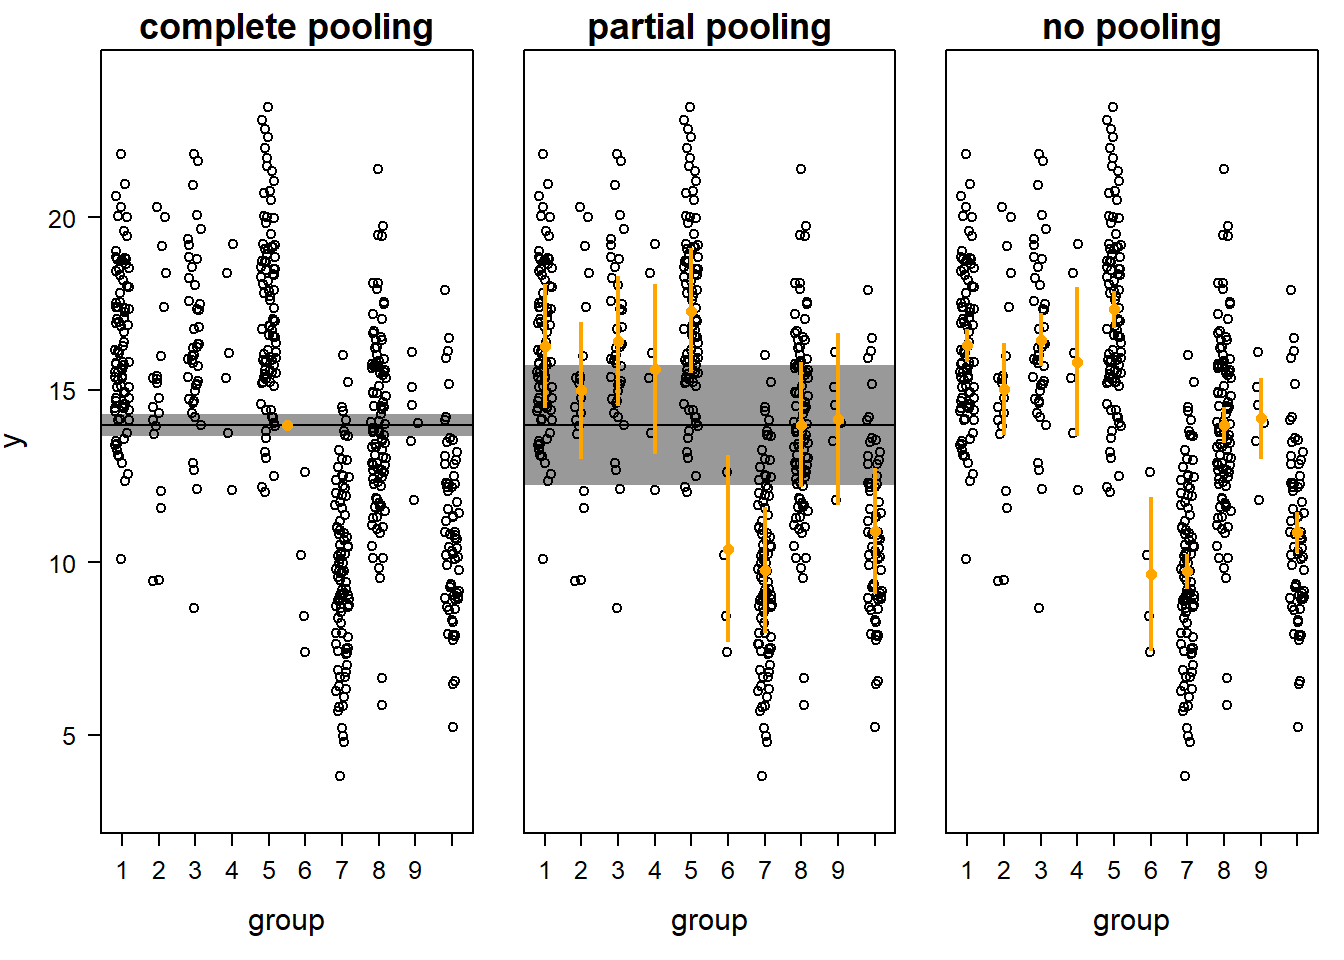 complete pooling partial pooling no pooling
20
15
10
5
y
1 2 3 4 5 6 7 8 9 1 2 3 4 5 6 7 8 9 1 2 3 4 5 6 7 8 9
group group group